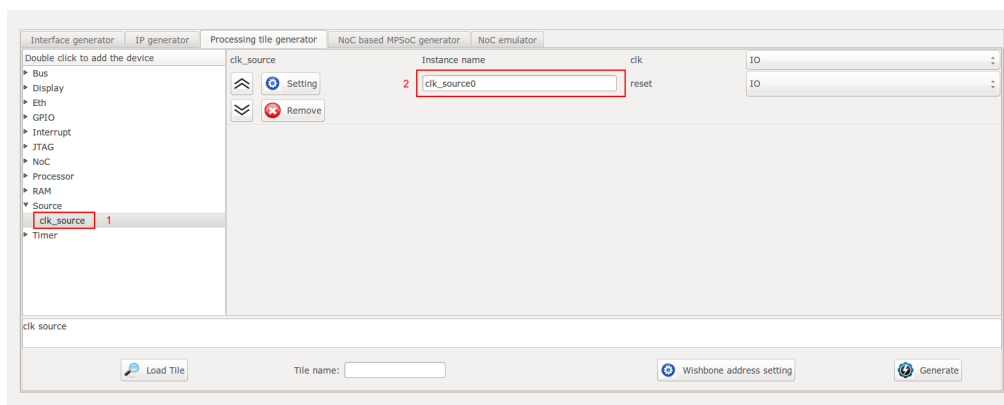 Interface generator IP generator Processing tile generator NoC based MPSoC generator NoC emulator
Double click to add the device
Bus
Display
Eth
GPIO
Interrupt
JTAG
NoC
Processor
RAM
Source
clk_source 1
Timer
clk_source Instance name clk IO
Setting 2 clk_source0 reset IO
Remove
clk source
Load Tile Tile name: Wishbone address setting Generate